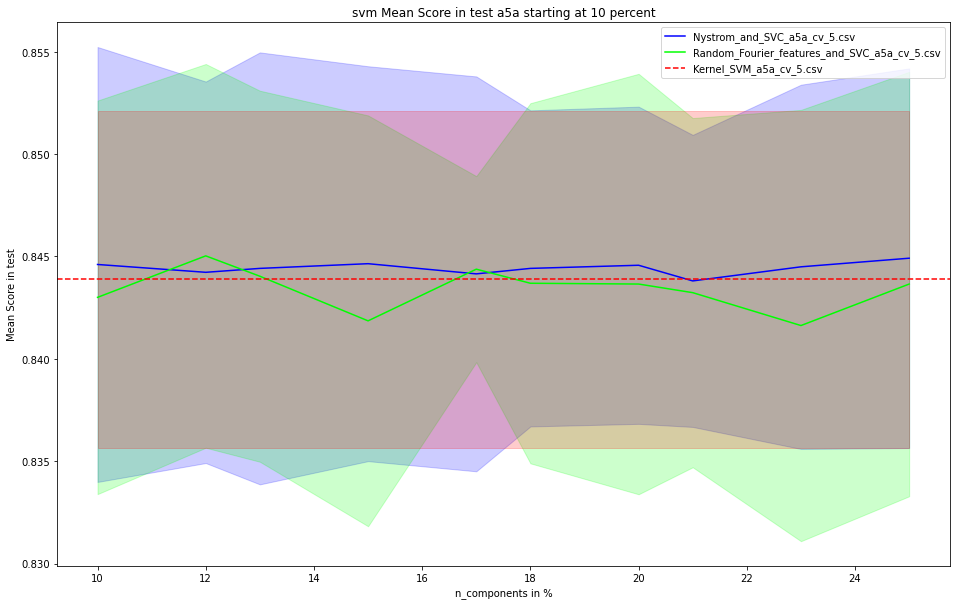 svm Mean Score in test a5a starting at 10 percent
Nystrom_and_SVC_a5a_cv_5.csv
Random_Fourier_features_and_SVC_a5a_cv_5.csv
Kernel_SVM_a5a_cv_5.csv
Mean Score in test
0.855
0.850
0.845
0.840
0.835
0.830
10 12 14 16 18 20 22 24
n_components in %